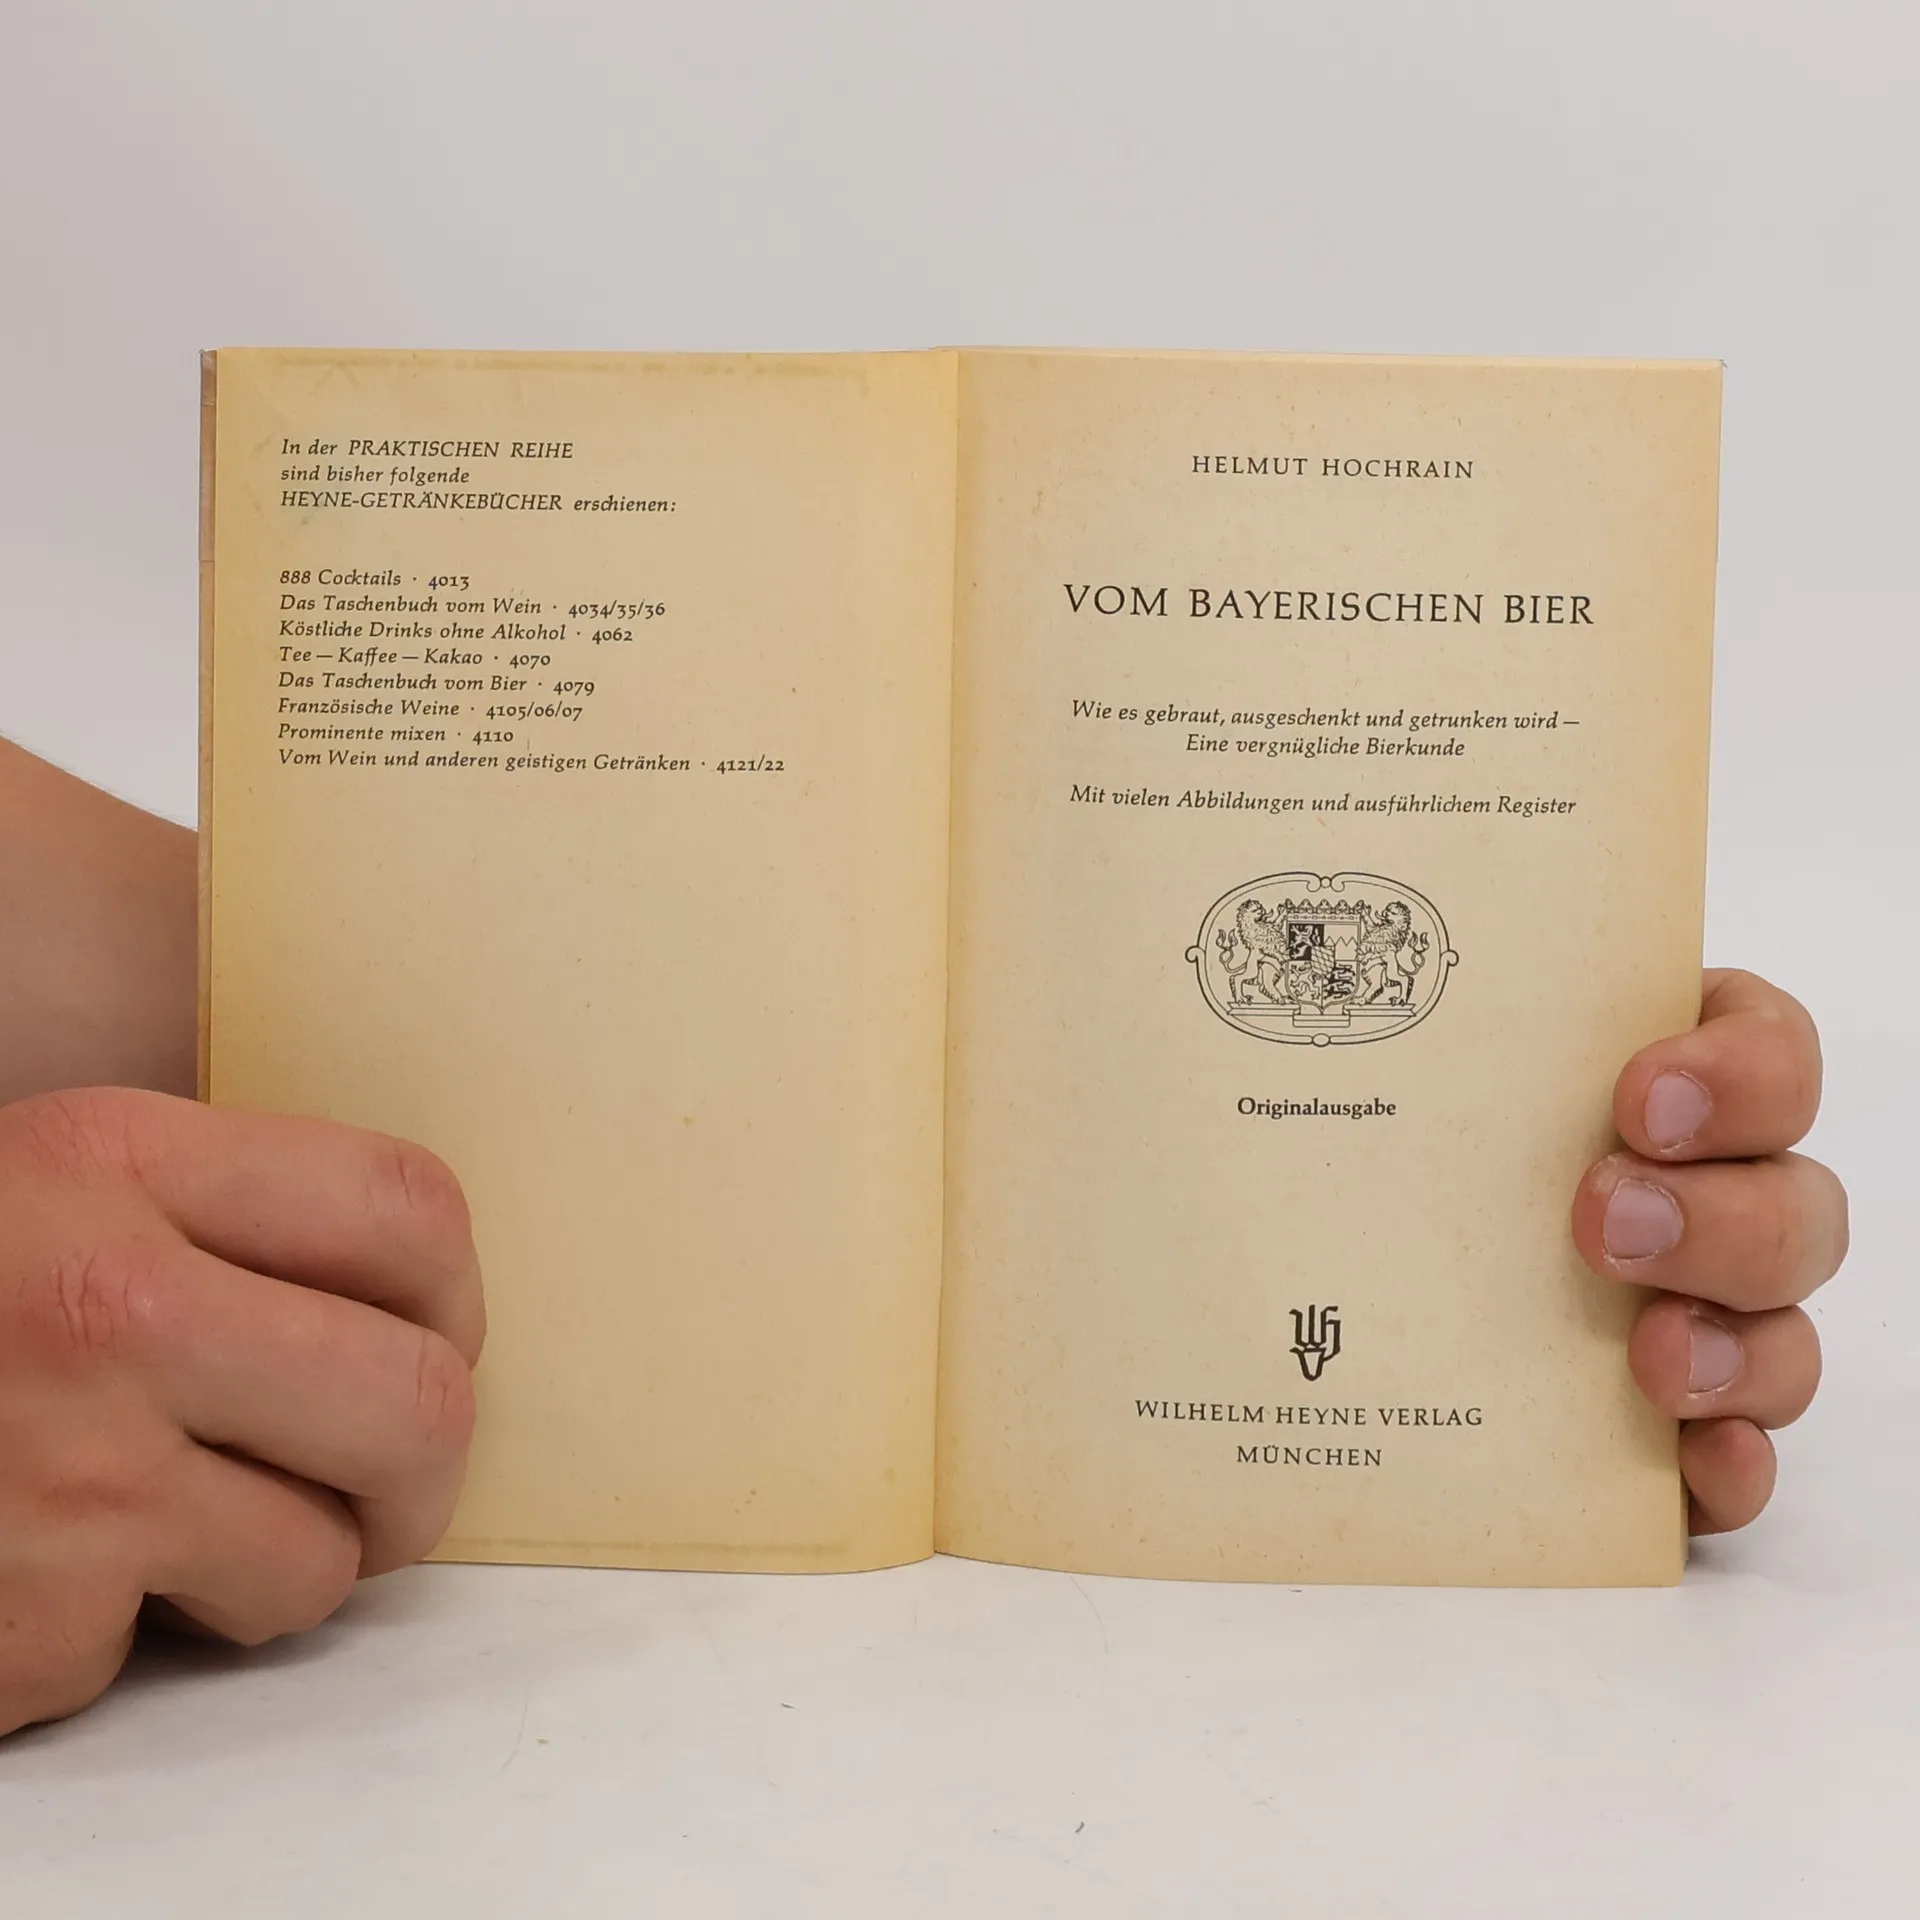 In der PRAKTISCHEN REIHE
sind bisher folgende
HEYNE-GETRÄNKEBÜCHER erschienen:
888 Cocktails · 4013
Das Taschenbuch vom Wein · 4034/35/36
Köstliche Drinks ohne Alkohol · 4062
Tee — Kaffee — Kakao · 4070
Das Taschenbuch vom Bier · 4079
Französische Weine · 4105/06/07
Prominente mixen · 4110
Vom Wein und anderen geistigen Getränken · 4121/22
HELMUT HOCHRAIN
VOM BAYERISCHEN BIER
Wie es gebraut, ausgeschenkt und getrunken wird —
Eine vergnügliche Bierkunde
Mit vielen Abbildungen und ausführlichem Register
Originalausgabe
WILHELM HEYNE VERLAG
MÜNCHEN